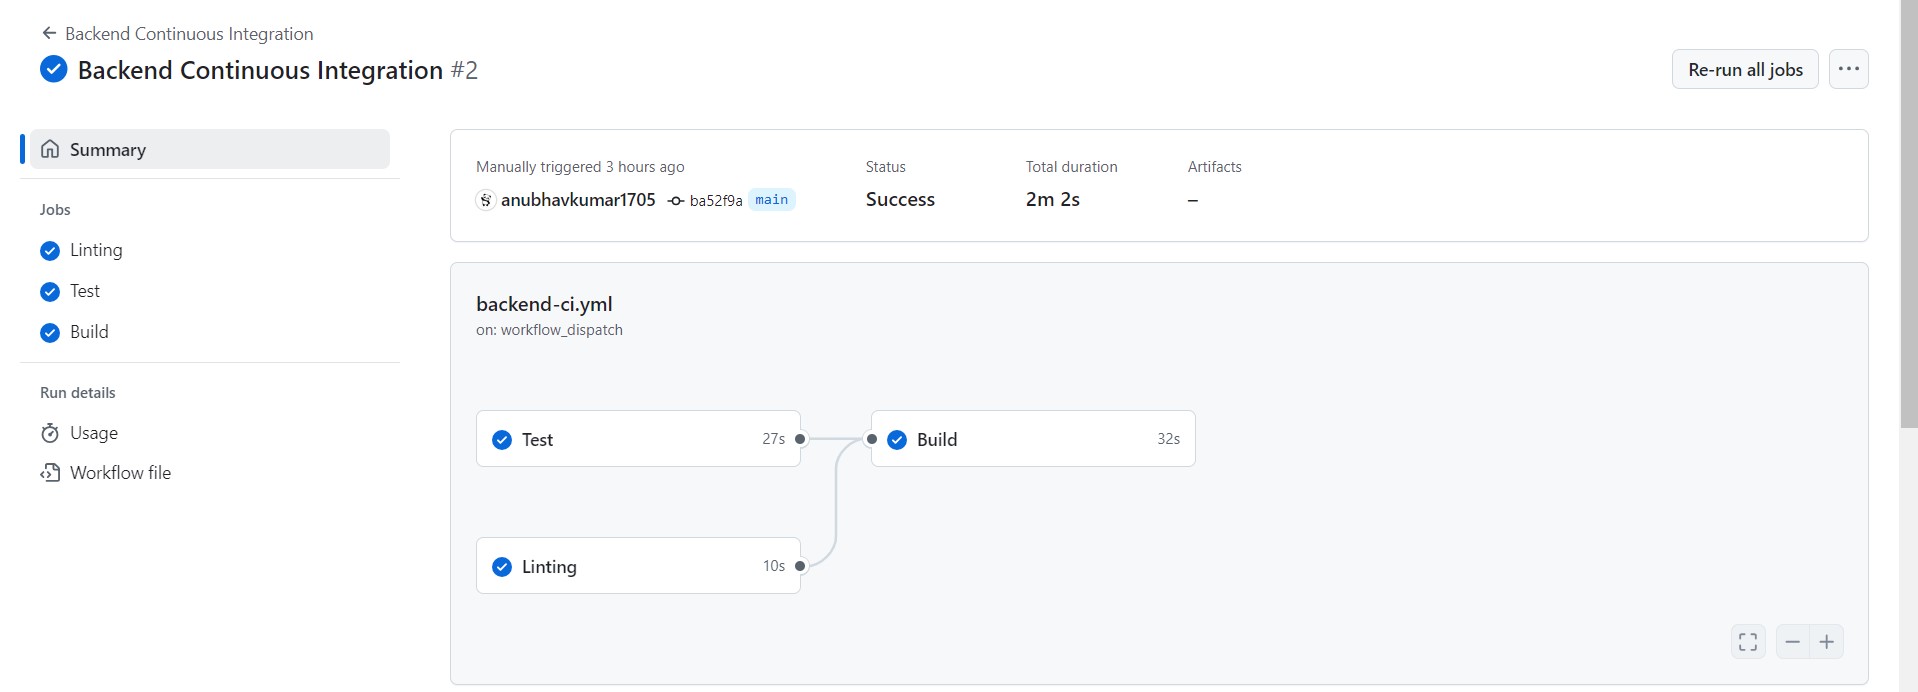 Backend Continuous Integration
Backend Continuous Integration #2
Re-run all jobs
Summary
Jobs
Linting
Test
Build
Run details
Usage
Workflow file
Manually triggered 3 hours ago
anubhavkumar1705 ba52f9a main
Status
Success
Total duration
2m 2s
Artifacts
–
backend-ci.yml
on: workflow_dispatch
Test 27s
Build 32s
Linting 10s